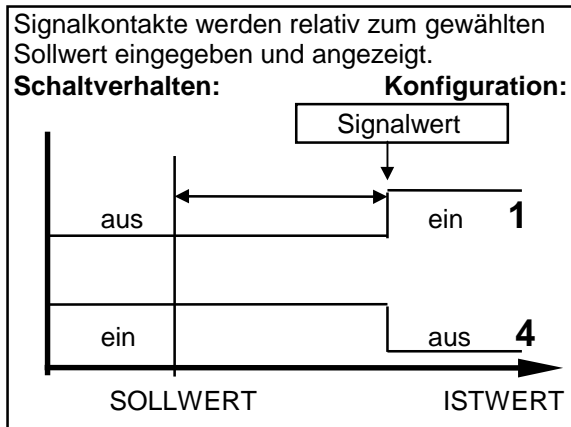 Signalkontakte werden relativ zum gewählten
Sollwert eingegeben und angezeigt.
Schaltverhalten: Konfiguration:
Signalwert
aus ein 1
ein aus 4
SOLLWERT ISTWERT